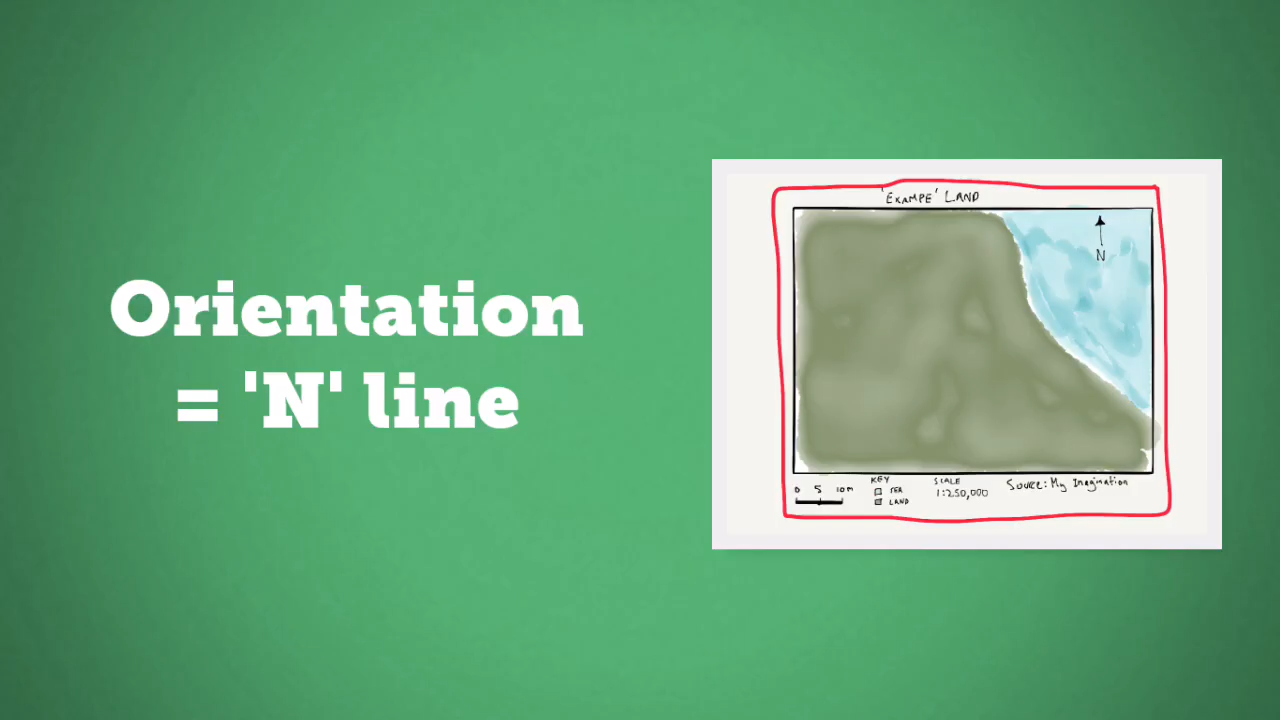 Orientation
= 'N' line
'EXAMPE' LAND
N
0 5 10m
KEY
SEA
LAND
SCALE
1:250,000
Source: My Imagination